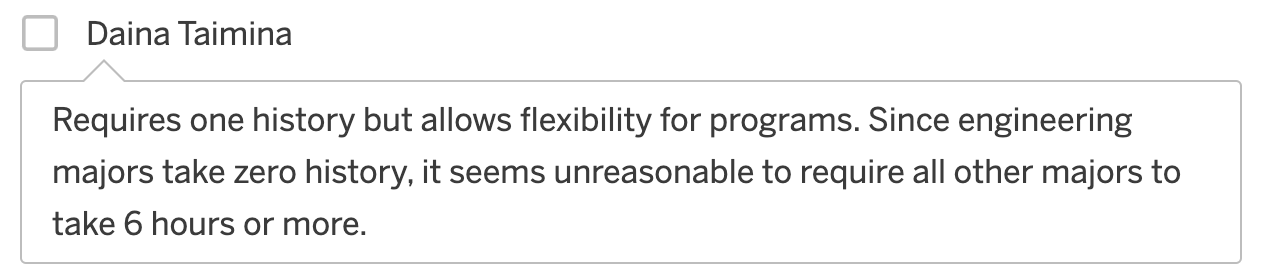 Daina Taimina
Requires one history but allows flexibility for programs. Since engineering
majors take zero history, it seems unreasonable to require all other majors to
take 6 hours or more.